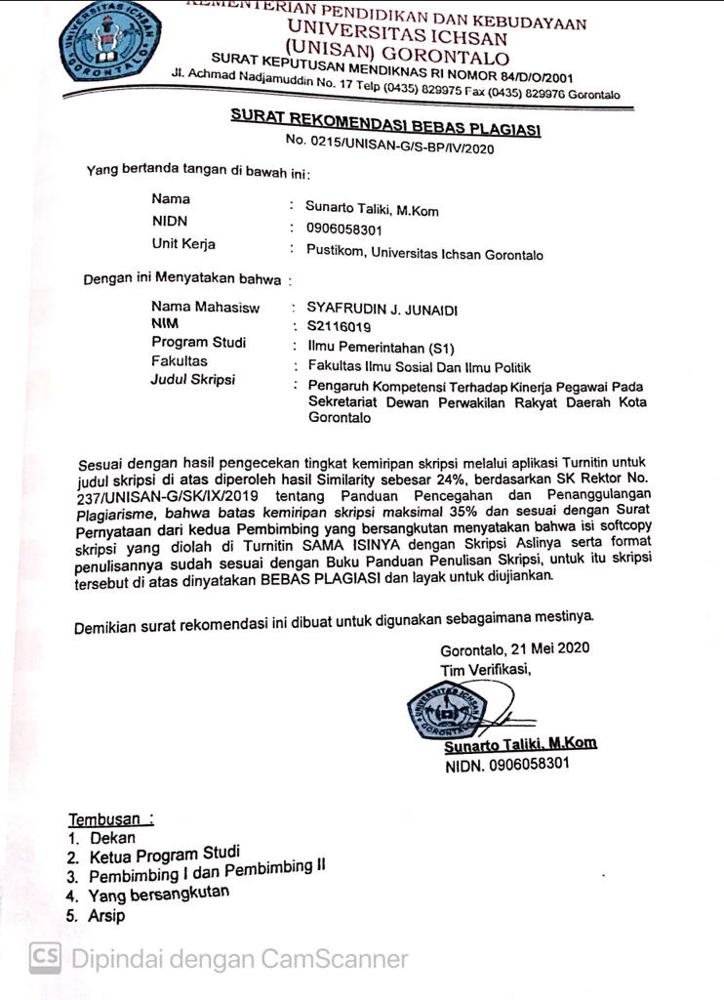 KEMENTERIAN PENDIDIKAN DAN KEBUDAYAAN
UNIVERSITAS ICHSAN
(UNISAN) GORONTALO
SURAT KEPUTUSAN MENDIKNAS RI NOMOR 84/D/O/2001
Jl. Achmad Nadjamuddin No. 17 Telp (0435) 829975 Fax (0435) 829976 Gorontalo
UNIVERSITAS ICHSAN
GORONTALO
SURAT REKOMENDASI BEBAS PLAGIASI
No. 0215/UNISAN-G/S-BP/IV/2020
Yang bertanda tangan di bawah ini :
Nama : Sunarto Taliki, M.Kom
NIDN : 0906058301
Unit Kerja : Pustikom, Universitas Ichsan Gorontalo
Dengan ini Menyatakan bahwa :
Nama Mahasisw : SYAFRUDIN J. JUNAIDI
NIM : S2116019
Program Studi : Ilmu Pemerintahan (S1)
Fakultas : Fakultas Ilmu Sosial Dan Ilmu Politik
Judul Skripsi : Pengaruh Kompetensi Terhadap Kinerja Pegawai Pada
Sekretariat Dewan Perwakilan Rakyat Daerah Kota
Gorontalo
Sesuai dengan hasil pengecekan tingkat kemiripan skripsi melalui aplikasi Turnitin untuk
judul skripsi di atas diperoleh hasil Similarity sebesar 24%, berdasarkan SK Rektor No.
237/UNISAN-G/SK/IX/2019 tentang Panduan Pencegahan dan Penanggulangan
Plagiarisme, bahwa batas kemiripan skripsi maksimal 35% dan sesuai dengan Surat
Pernyataan dari kedua Pembimbing yang bersangkutan menyatakan bahwa isi softcopy
skripsi yang diolah di Turnitin SAMA ISINYA dengan Skripsi Aslinya serta format
penulisannya sudah sesuai dengan Buku Panduan Penulisan Skripsi, untuk itu skripsi
tersebut di atas dinyatakan BEBAS PLAGIASI dan layak untuk diujiankan.
Demikian surat rekomendasi ini dibuat untuk digunakan sebagaimana mestinya.
Gorontalo, 21 Mei 2020
Tim Verifikasi,
UNIVERSITAS ICHSAN
GORONTALO
Sunarto Taliki, M.Kom
NIDN. 0906058301
Tembusan :
1. Dekan
2. Ketua Program Studi
3. Pembimbing I dan Pembimbing II
4. Yang bersangkutan
5. Arsip
CS Dipindai dengan CamScanner